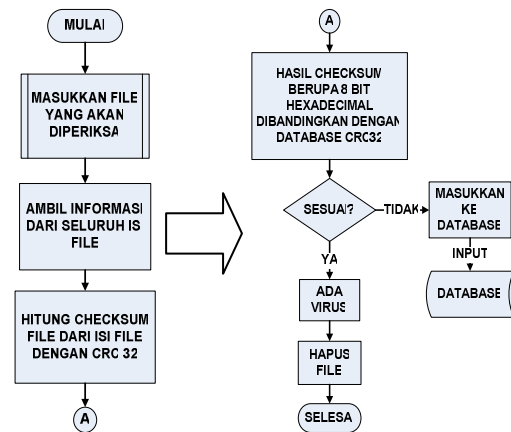 MULAI
MASUKKAN FILE
YANG AKAN
DIPERIKSA
AMBIL INFORMASI
DARI SELURUH IS
FILE
HITUNG CHECKSUM
FILE DARI ISI FILE
DENGAN CRC 32
A
A
HASIL CHECKSUM
BERUPA 8 BIT
HEXADECIMAL
DIBANDINGKAN DENGAN
DATABASE CRC32
SESUAI?
TIDAK
MASUKKAN
KE
DATABASE
INPUT
DATABASE
YA
ADA
VIRUS
HAPUS
FILE
SELESA